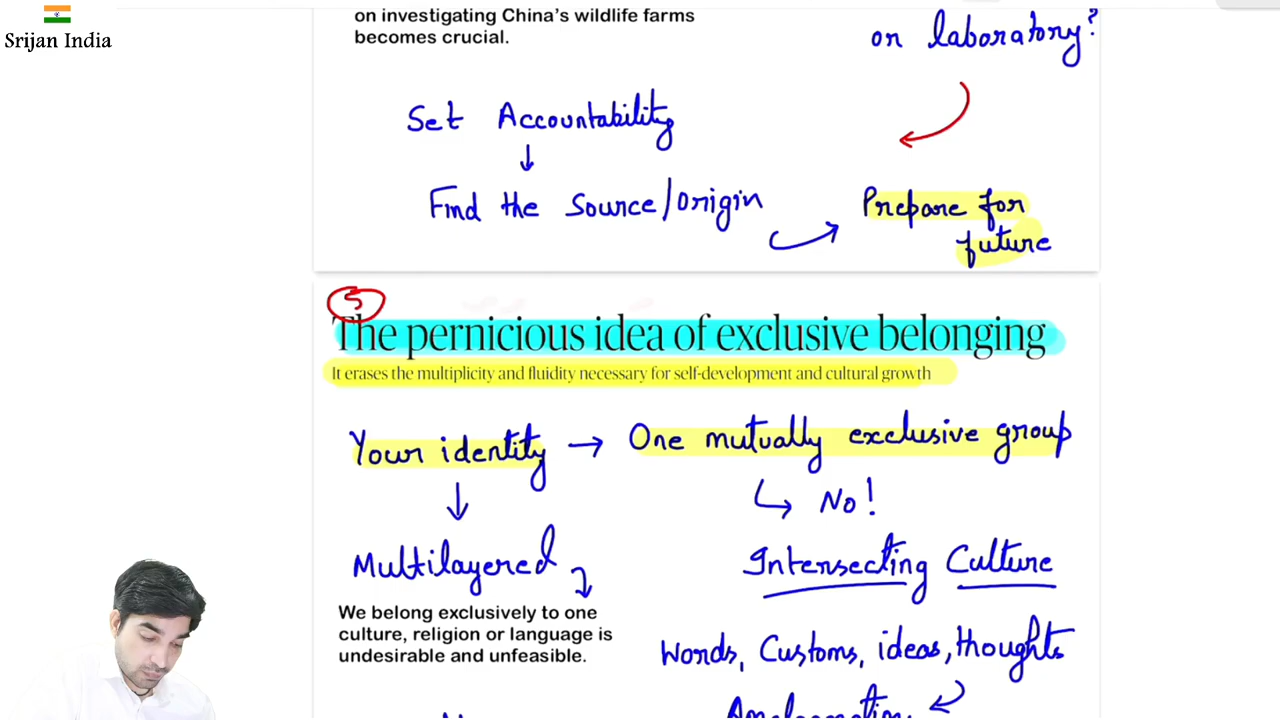 Srijan India
on investigating China's wildlife farms
becomes crucial.
or laboratory?
Set Accountability
↓
Find the Source/Origin
Prepare for
future
5
The pernicious idea of exclusive belonging
It erases the multiplicity and fluidity necessary for self-development and cultural growth
Your identity → One mutually exclusive group
↓
↳ No!
Multilayered
Intersecting Culture
We belong exclusively to one
culture, religion or language is
undesirable and unfeasible.
Words, Customs, ideas, thoughts